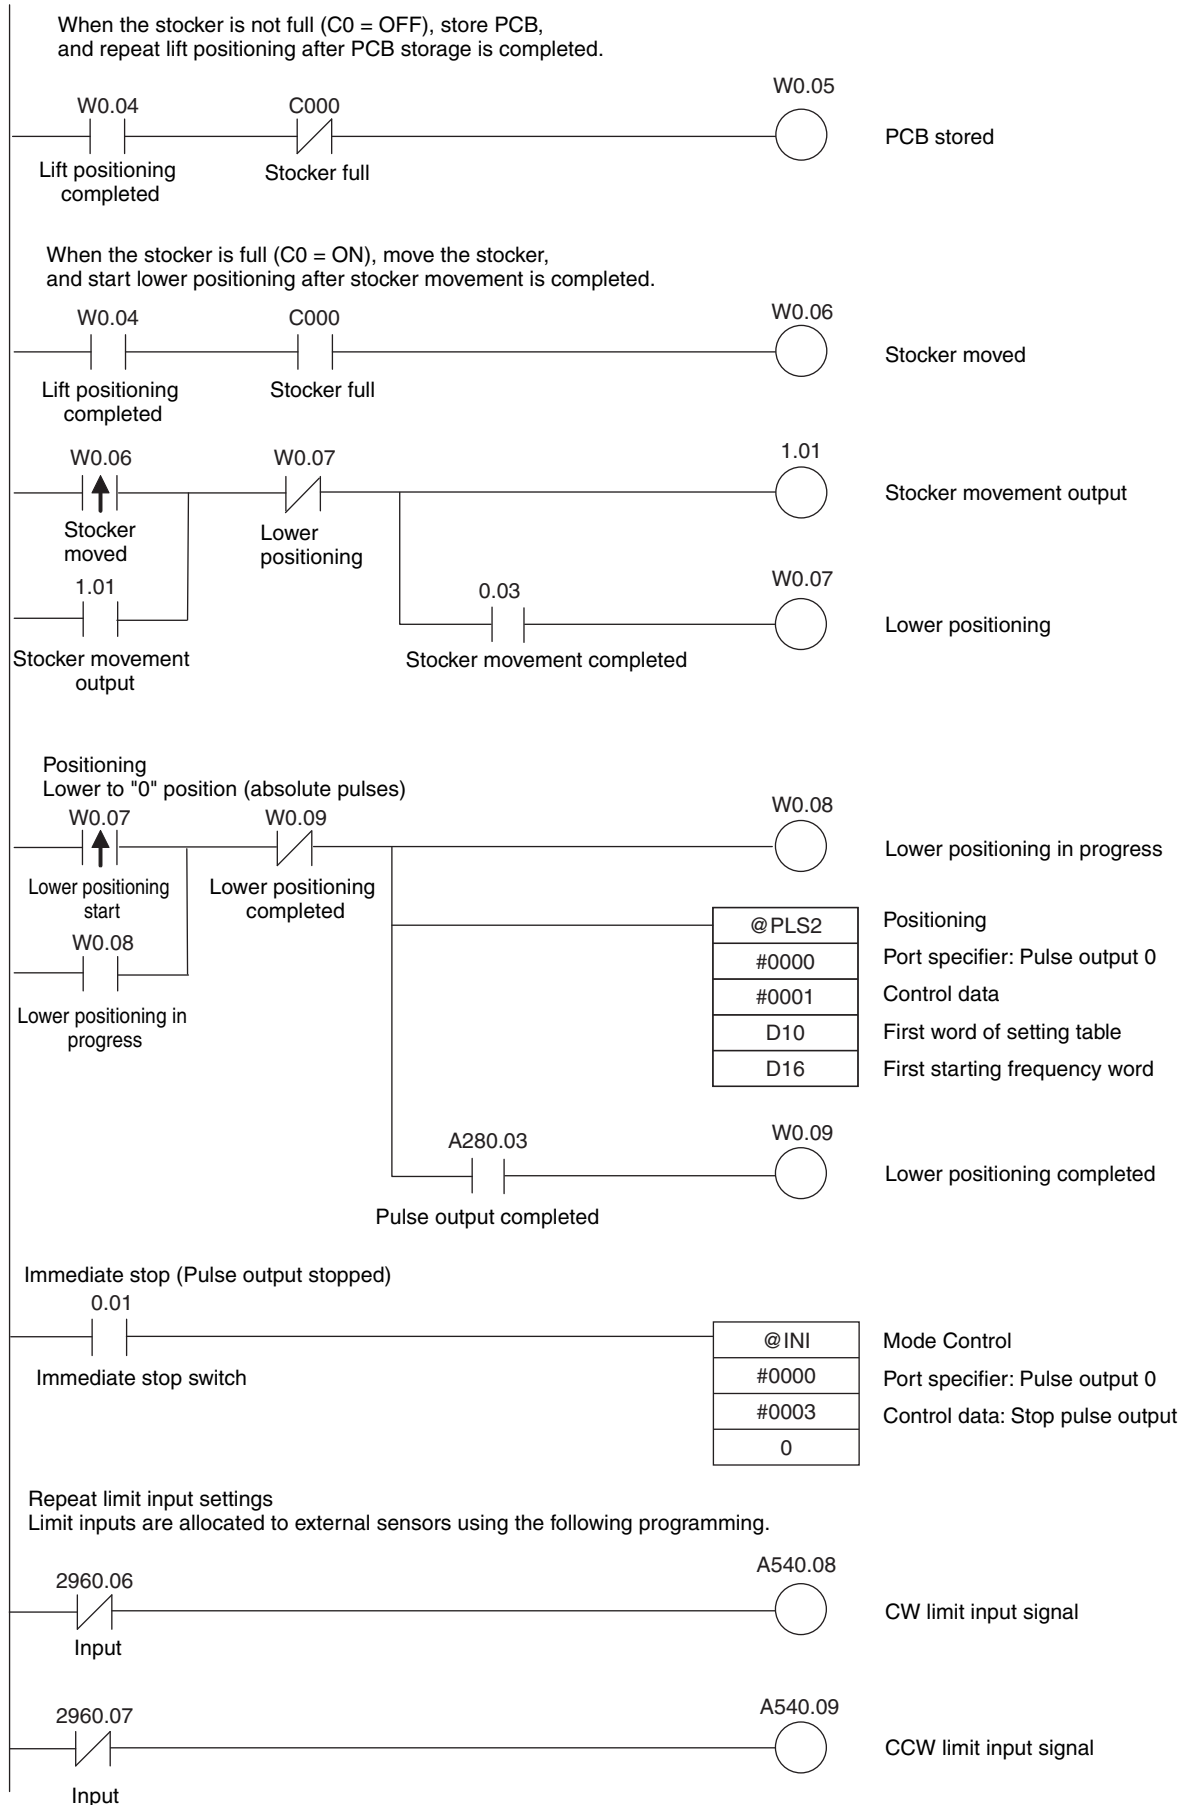 When the stocker is not full (C0 = OFF), store PCB,
and repeat lift positioning after PCB storage is completed.
W0.04
C000
W0.05
PCB stored
Lift positioning
completed
Stocker full
When the stocker is full (C0 = ON), move the stocker,
and start lower positioning after stocker movement is completed.
W0.04
C000
W0.06
Stocker moved
Lift positioning
completed
Stocker full
W0.06
W0.07
1.01
Stocker movement output
Stocker
moved
Lower
positioning
1.01
0.03
W0.07
Lower positioning
Stocker movement
output
Stocker movement completed
Positioning
Lower to "0" position (absolute pulses)
W0.07
W0.09
W0.08
Lower positioning in progress
Lower positioning
start
Lower positioning
completed
W0.08
Lower positioning in
progress
@PLS2
Positioning
#0000
Port specifier: Pulse output 0
#0001
Control data
D10
First word of setting table
D16
First starting frequency word
A280.03
W0.09
Lower positioning completed
Pulse output completed
Immediate stop (Pulse output stopped)
0.01
Immediate stop switch
@INI
Mode Control
#0000
Port specifier: Pulse output 0
#0003
Control data: Stop pulse output
0
Repeat limit input settings
Limit inputs are allocated to external sensors using the following programming.
2960.06
A540.08
CW limit input signal
Input
2960.07
A540.09
CCW limit input signal
Input